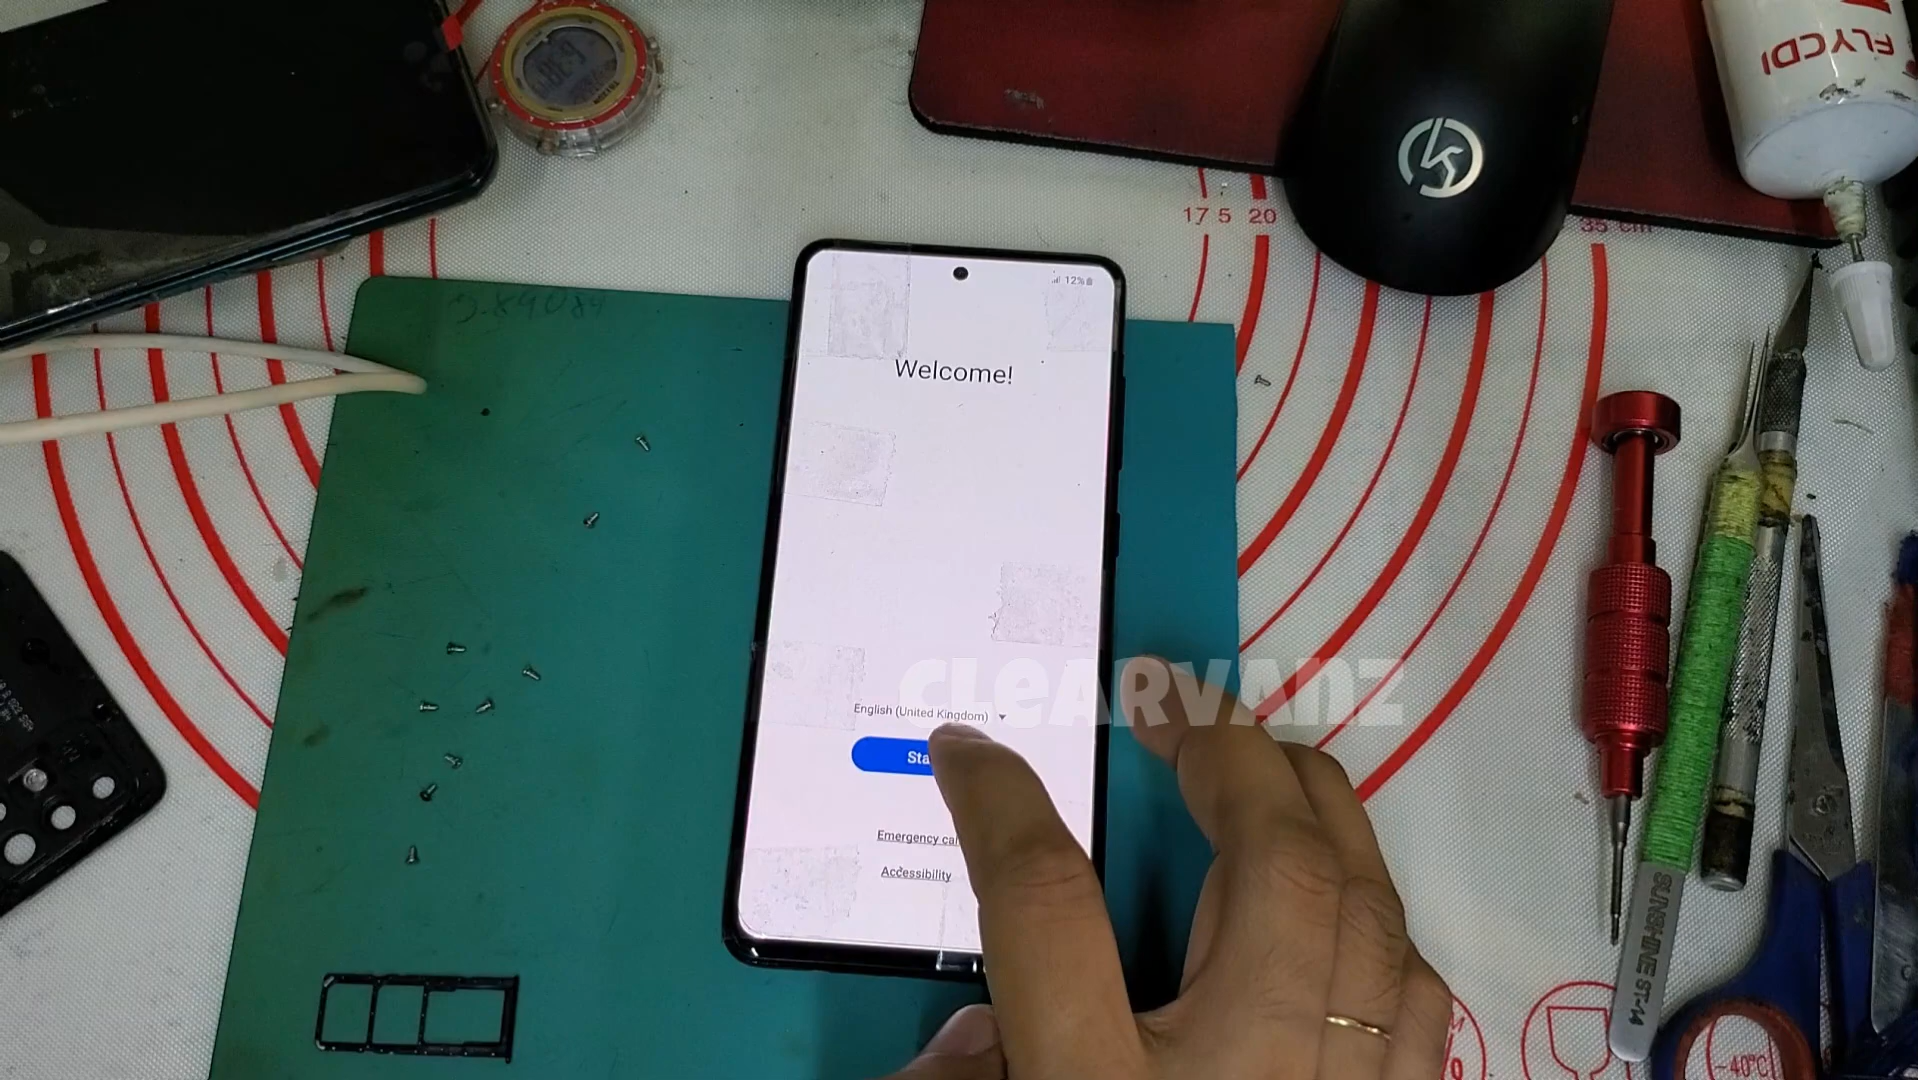 FLYCDI
17 5 20
35 cm
12%
Welcome!
CLEARVANZ
English (United Kingdom)
Sta
Emergency cal
Accessibility
SUNSHINE ST-14
-40°C